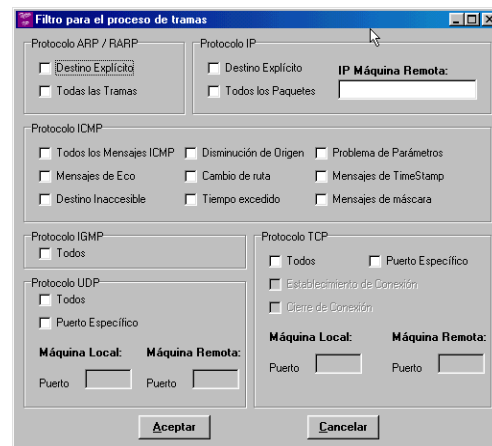 Filtro para el proceso de tramas
Protocolo ARP / RARP
Destino Explícito
Todas las Tramas
Protocolo IP
Destino Explícito
Todos los Paquetes
IP Máquina Remota:
Protocolo ICMP
Todos los Mensajes ICMP
Disminución de Origen
Problema de Parámetros
Mensajes de Eco
Cambio de ruta
Mensajes de TimeStamp
Destino Inaccesible
Tiempo excedido
Mensajes de máscara
Protocolo IGMP
Todos
Protocolo UDP
Todos
Puerto Específico
Máquina Local:
Máquina Remota:
Puerto
Puerto
Protocolo TCP
Todos
Puerto Específico
Establecimiento de Conexión
Cierre de Conexión
Máquina Local:
Máquina Remota:
Puerto
Puerto
Aceptar
Cancelar